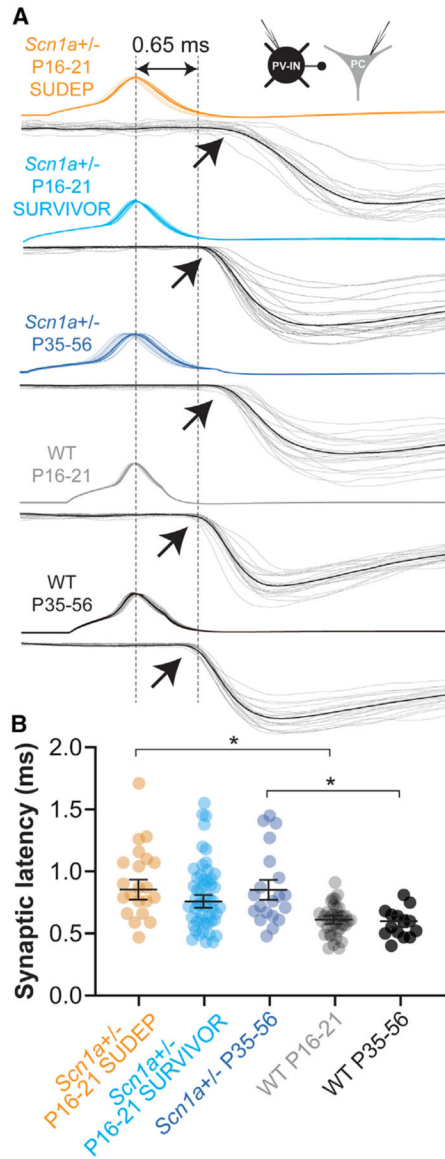 A
Scn1a+/-
P16-21
SUDEP
0.65 ms
PV-IN
PC
Scn1a+/-
P16-21
SURVIVOR
Scn1a+/-
P35-56
WT
P16-21
WT
P35-56
B
*
*
Synaptic latency (ms)
2.0
1.5
1.0
0.5
0.0
Scn1a+/-
P16-21 SUDEP
Scn1a+/-
P16-21 SURVIVOR
Scn1a+/- P35-56
WT P16-21
WT P35-56